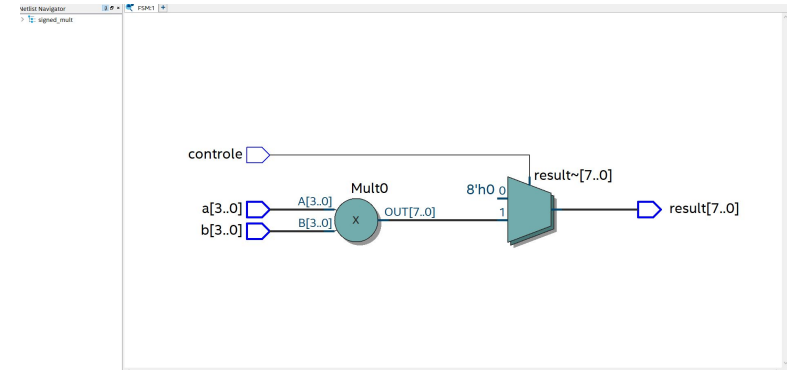 Netlist Navigator
FSM:1
signed_mult
controle
result~[7..0]
Mult0
8'h0 0
a[3..0]
A[3..0]
x
OUT[7..0]
1
result[7..0]
b[3..0]
B[3..0]